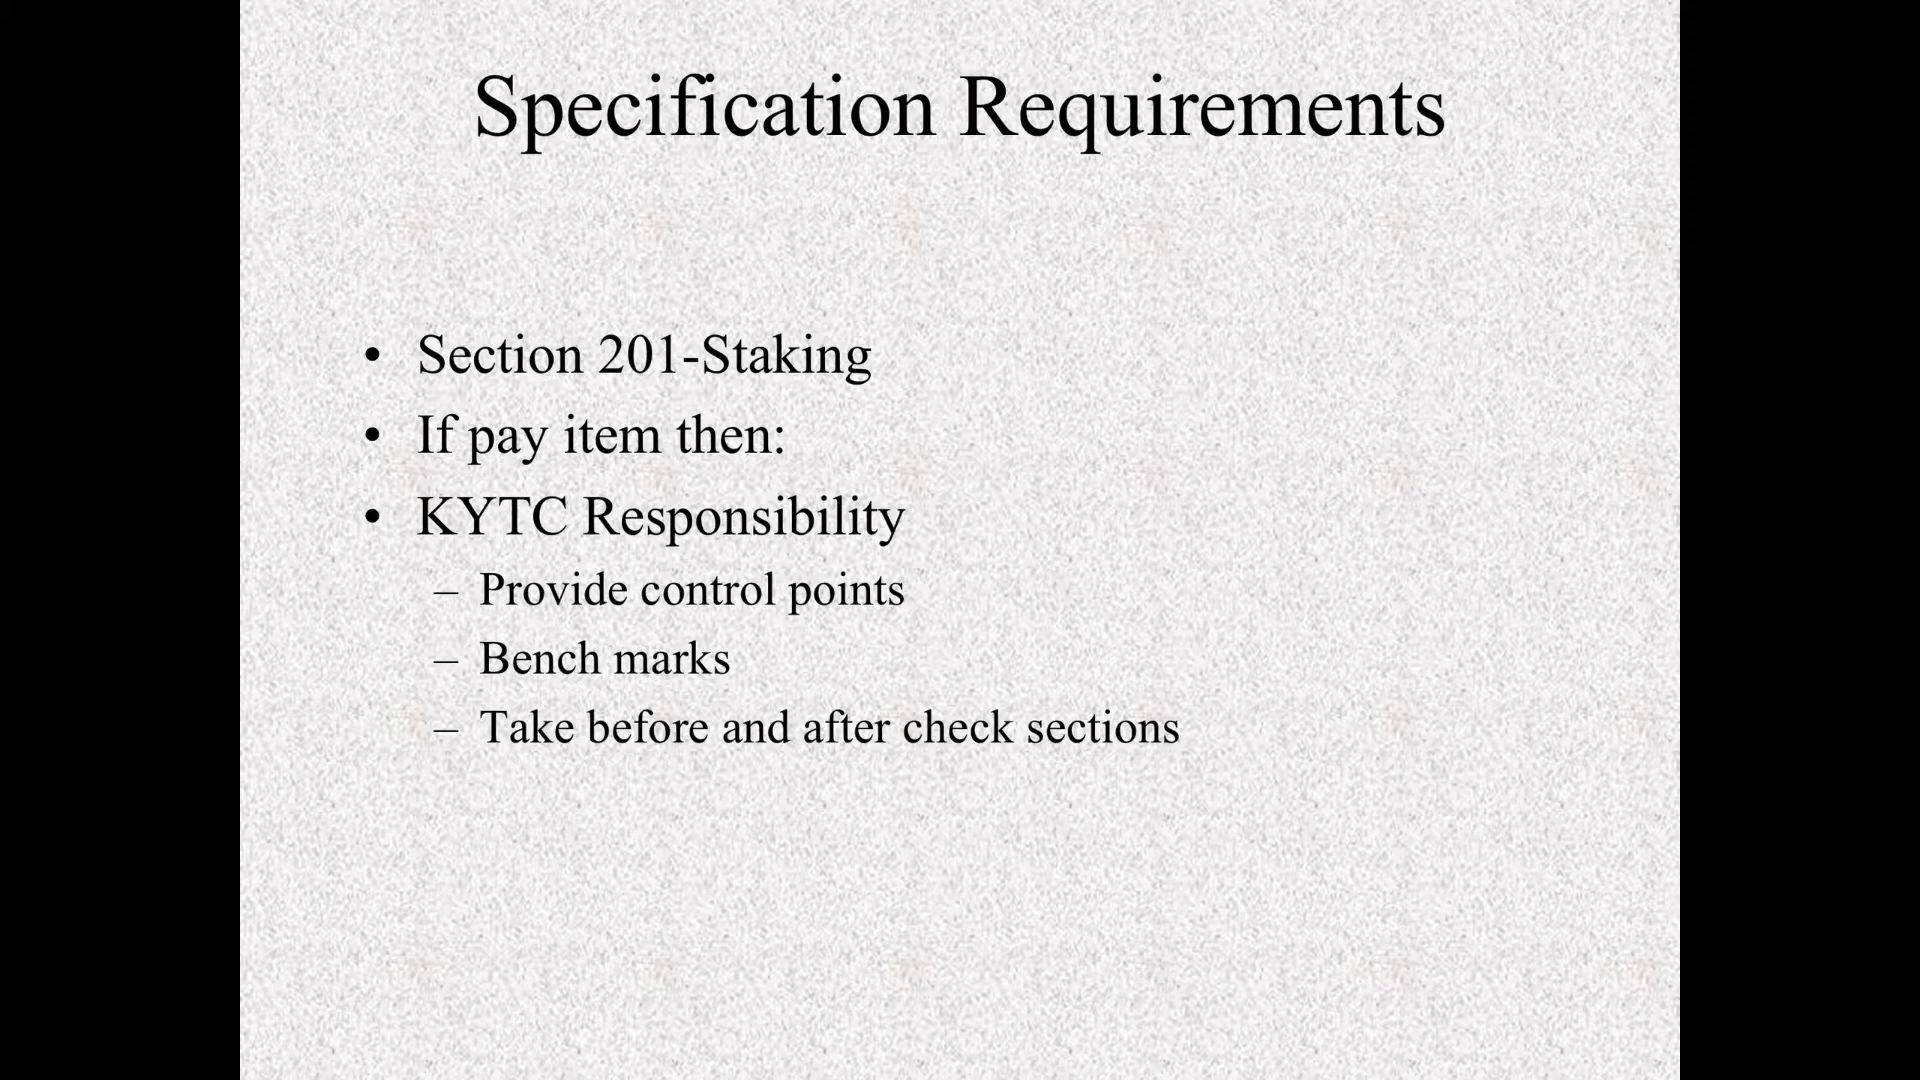 Specification Requirements
• Section 201-Staking
• If pay item then:
• KYTC Responsibility
– Provide control points
– Bench marks
– Take before and after check sections